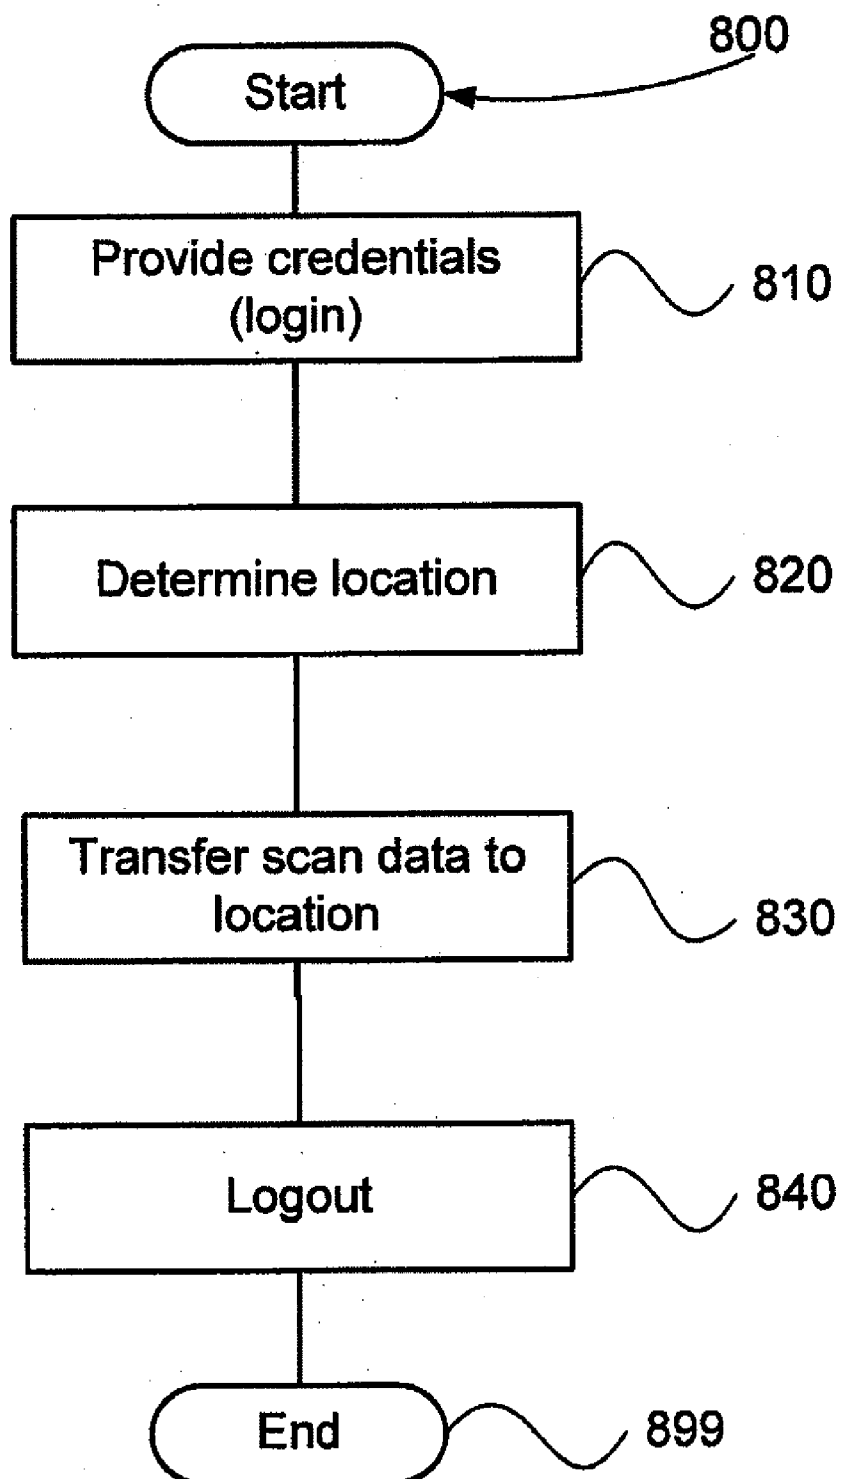 800
Start
Provide credentials
(login)
810
Determine location
820
Transfer scan data to
location
830
Logout
840
End
899